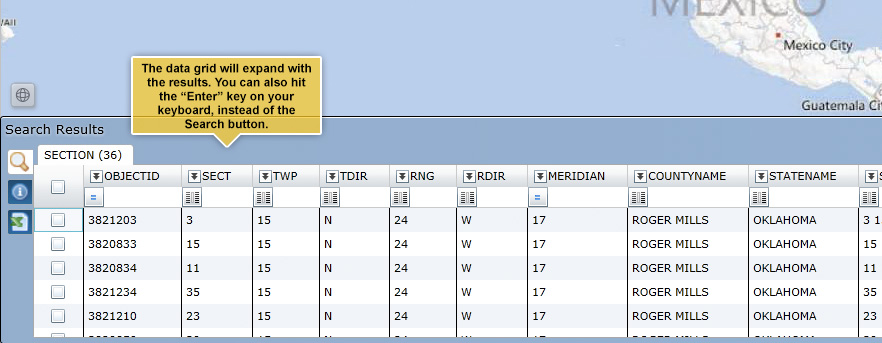 MEXICO
Mexico City
Guatemala
The data grid will expand with
the results. You can also hit
the “Enter” key on your
keyboard, instead of the
Search button.
Search Results
SECTION (36)
OBJECTID SECT TWP TDIR RNG RDIR MERIDIAN COUNTYNAME STATENAME S
= =
3821203 3 15 N 24 W 17 ROGER MILLS OKLAHOMA 3 1
3820833 15 15 N 24 W 17 ROGER MILLS OKLAHOMA 15
3820834 11 15 N 24 W 17 ROGER MILLS OKLAHOMA 11
3821234 35 15 N 24 W 17 ROGER MILLS OKLAHOMA 35
3821210 23 15 N 24 W 17 ROGER MILLS OKLAHOMA 23